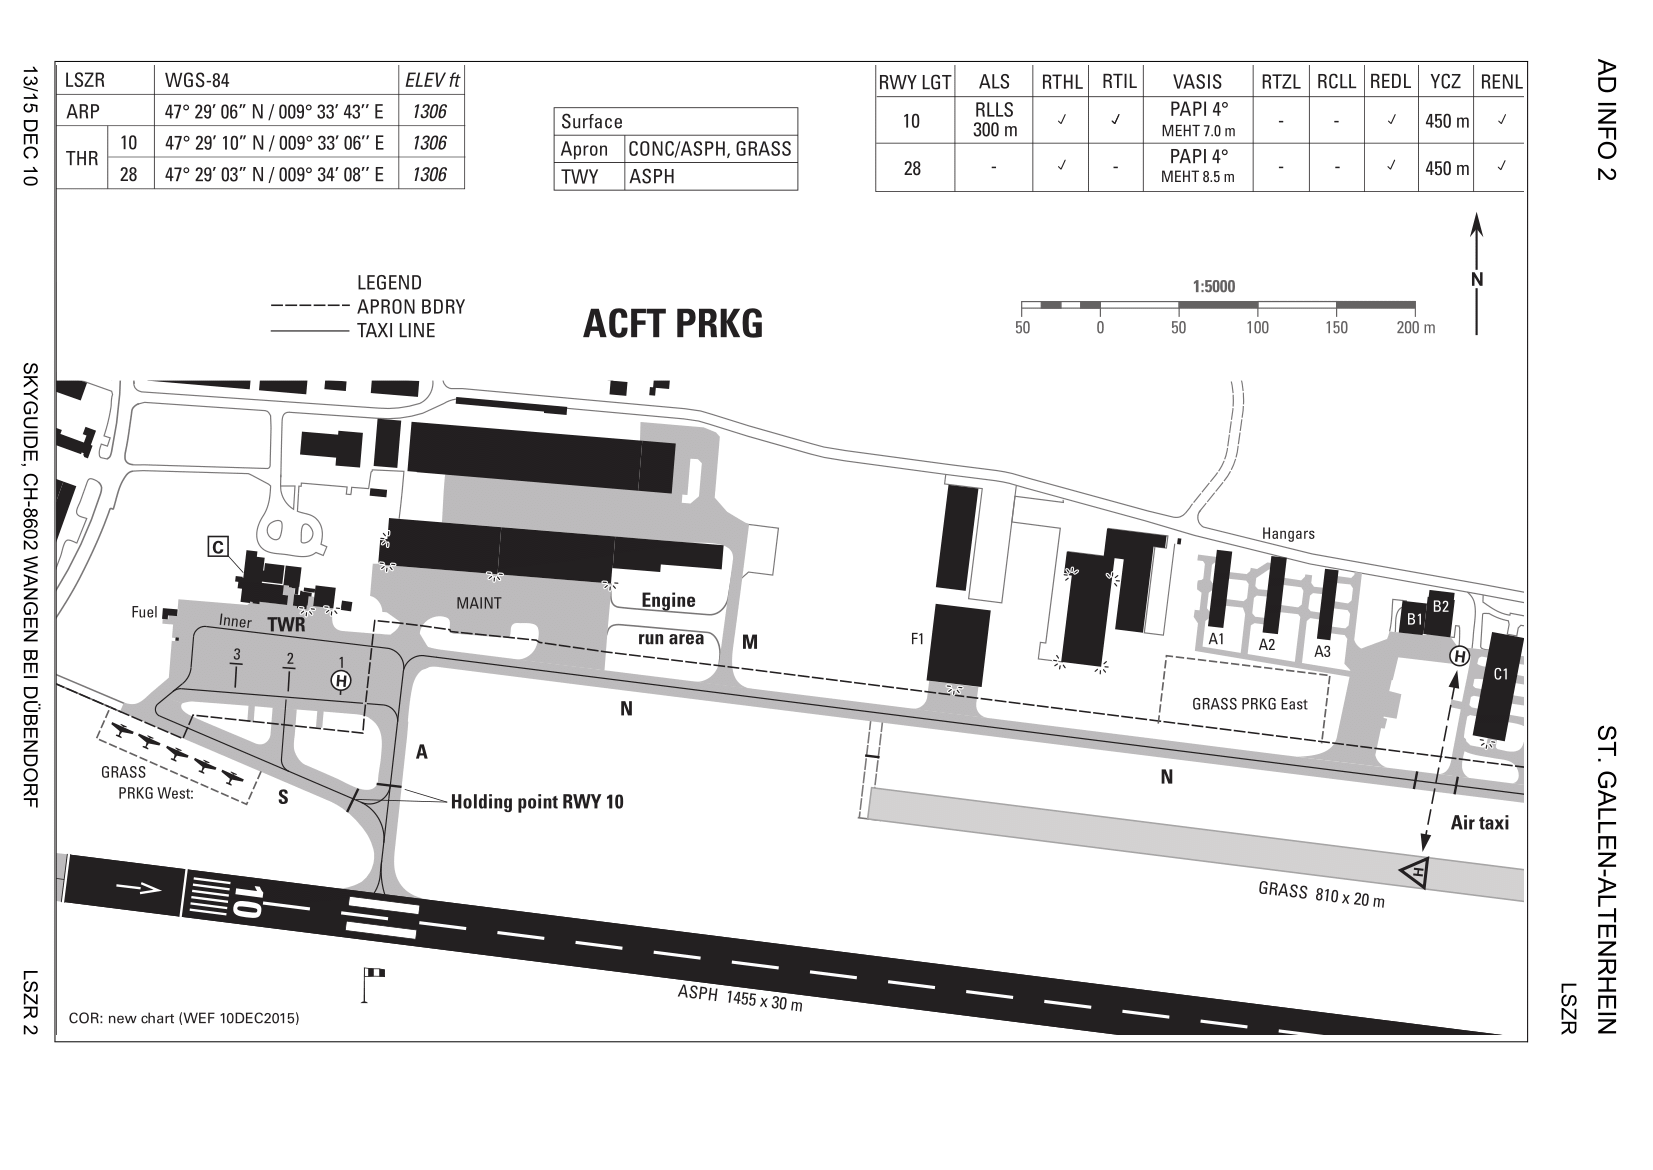 AD INFO 2
ST. GALLEN-ALTENRHEIN
LSZR
13/15 DEC 10
SKYGUIDE, CH-8602 WANGEN BEI DÜBENDORF
LSZR 2
LSZR WGS-84 ELEV ft
ARP 47° 29' 06" N / 009° 33' 43'' E 1306
THR 10 47° 29' 10" N / 009° 33' 06'' E 1306
28 47° 29' 03" N / 009° 34' 08'' E 1306
Surface
Apron CONC/ASPH, GRASS
TWY ASPH
RWY LGT ALS RTHL RTIL VASIS RTZL RCLL REDL YCZ RENL
10 RLLS 300 m ✓ ✓ PAPI 4° MEHT 7.0 m - - ✓ 450 m ✓
28 - ✓ - PAPI 4° MEHT 8.5 m - - ✓ 450 m ✓
N
LEGEND
APRON BDRY
TAXI LINE
ACFT PRKG
1:5000
50 0 50 100 150 200 m
Hangars
C
Fuel
Inner TWR
MAINT
Engine
run area
M
F1
A1
A2
A3
B1
B2
H
C1
3
2
1
H
GRASS PRKG East
N
N
A
S
GRASS
PRKG West:
Holding point RWY 10
Air taxi
H
GRASS 810 x 20 m
10
ASPH 1455 x 30 m
COR: new chart (WEF 10DEC2015)